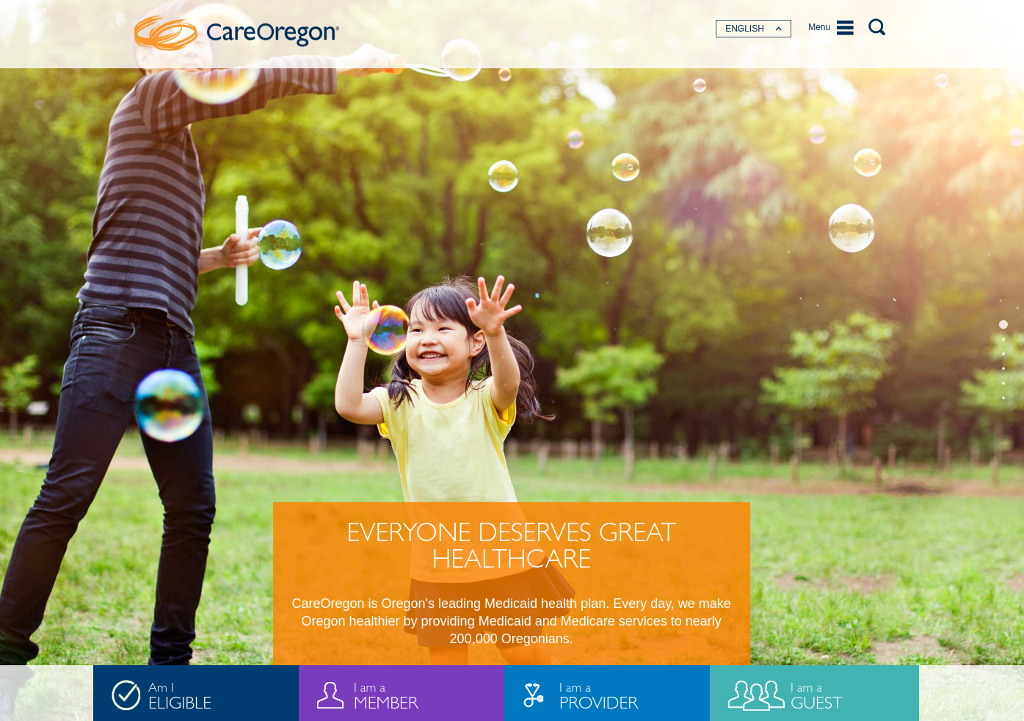 CareOregon®
ENGLISH
Menu
EVERYONE DESERVES GREAT
HEALTHCARE
CareOregon is Oregon's leading Medicaid health plan. Every day, we make
Oregon healthier by providing Medicaid and Medicare services to nearly
200,000 Oregonians.
Am I
ELIGIBLE
I am a
MEMBER
I am a
PROVIDER
I am a
GUEST